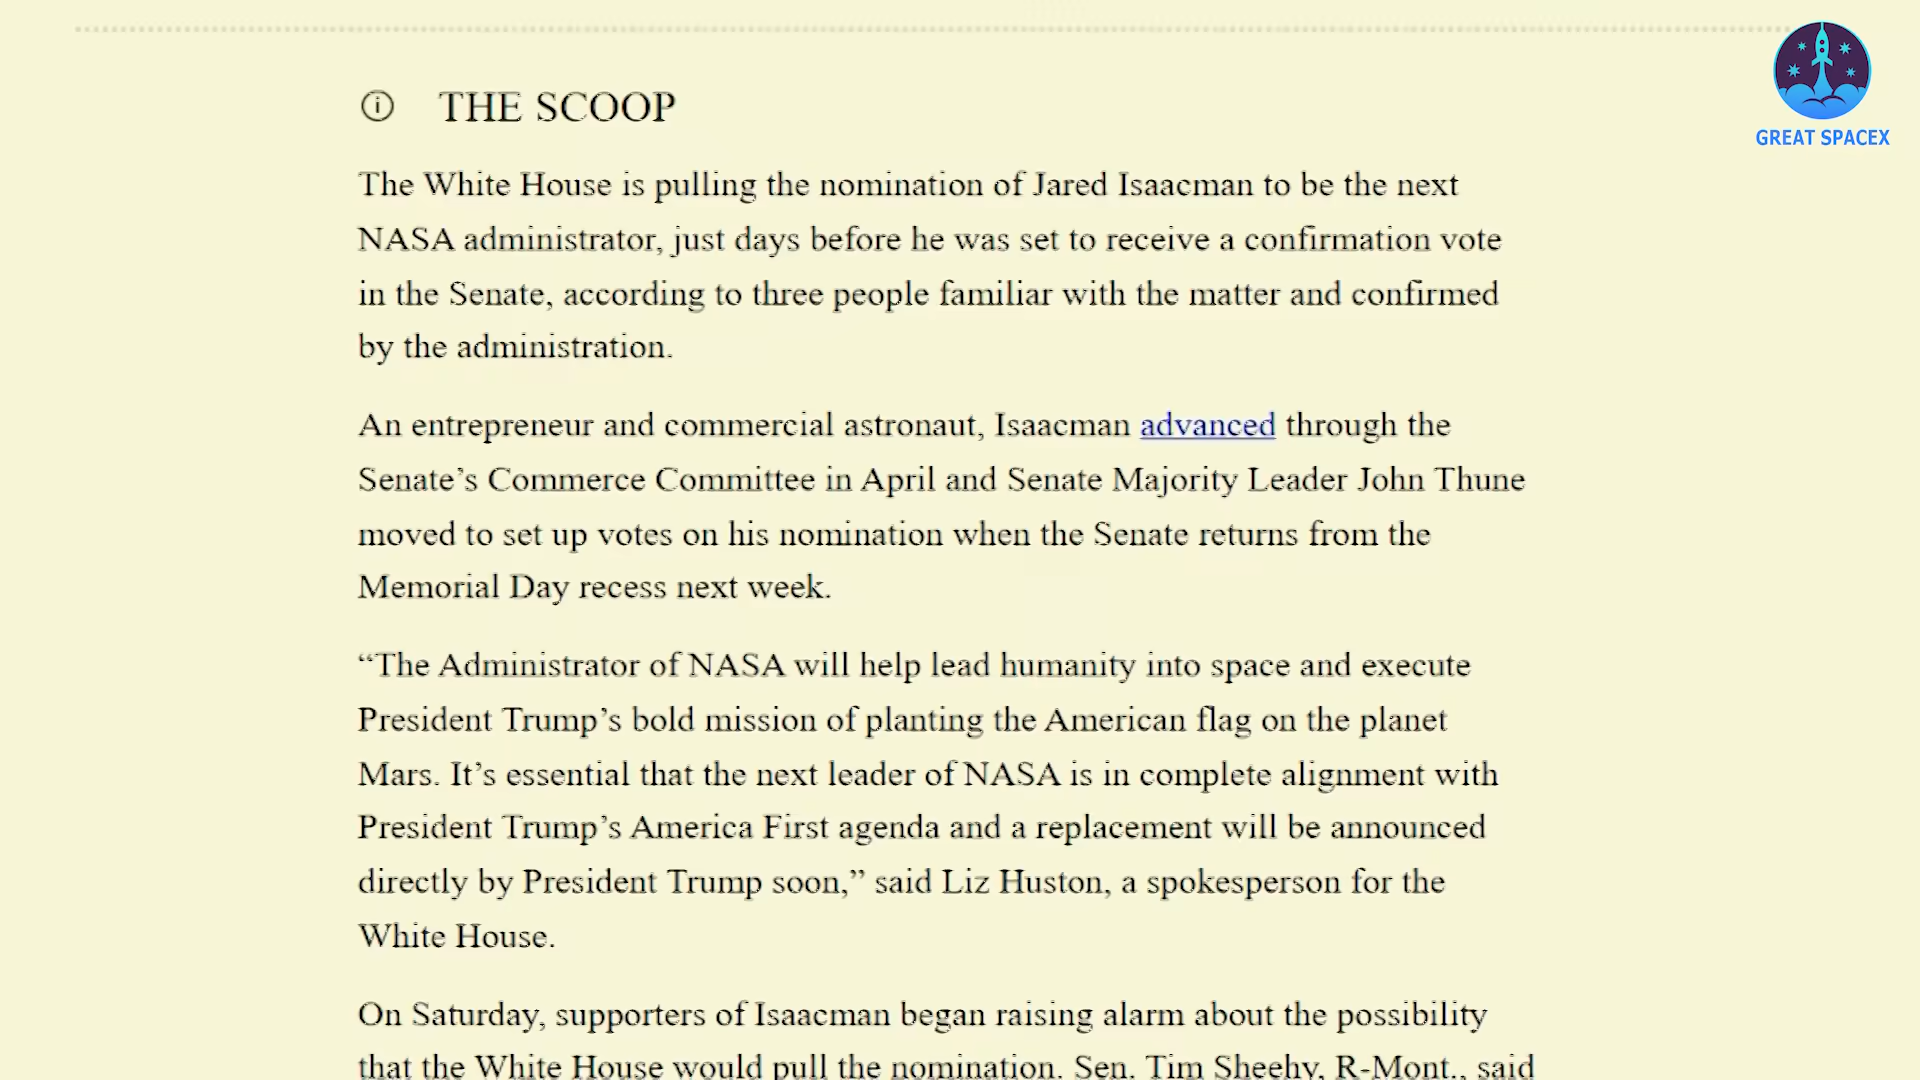 GREAT SPACEX
THE SCOOP
The White House is pulling the nomination of Jared Isaacman to be the next
NASA administrator, just days before he was set to receive a confirmation vote
in the Senate, according to three people familiar with the matter and confirmed
by the administration.
An entrepreneur and commercial astronaut, Isaacman advanced through the
Senate’s Commerce Committee in April and Senate Majority Leader John Thune
moved to set up votes on his nomination when the Senate returns from the
Memorial Day recess next week.
“The Administrator of NASA will help lead humanity into space and execute
President Trump’s bold mission of planting the American flag on the planet
Mars. It’s essential that the next leader of NASA is in complete alignment with
President Trump’s America First agenda and a replacement will be announced
directly by President Trump soon,” said Liz Huston, a spokesperson for the
White House.
On Saturday, supporters of Isaacman began raising alarm about the possibility
that the White House would pull the nomination. Sen. Tim Sheehy, R-Mont., said